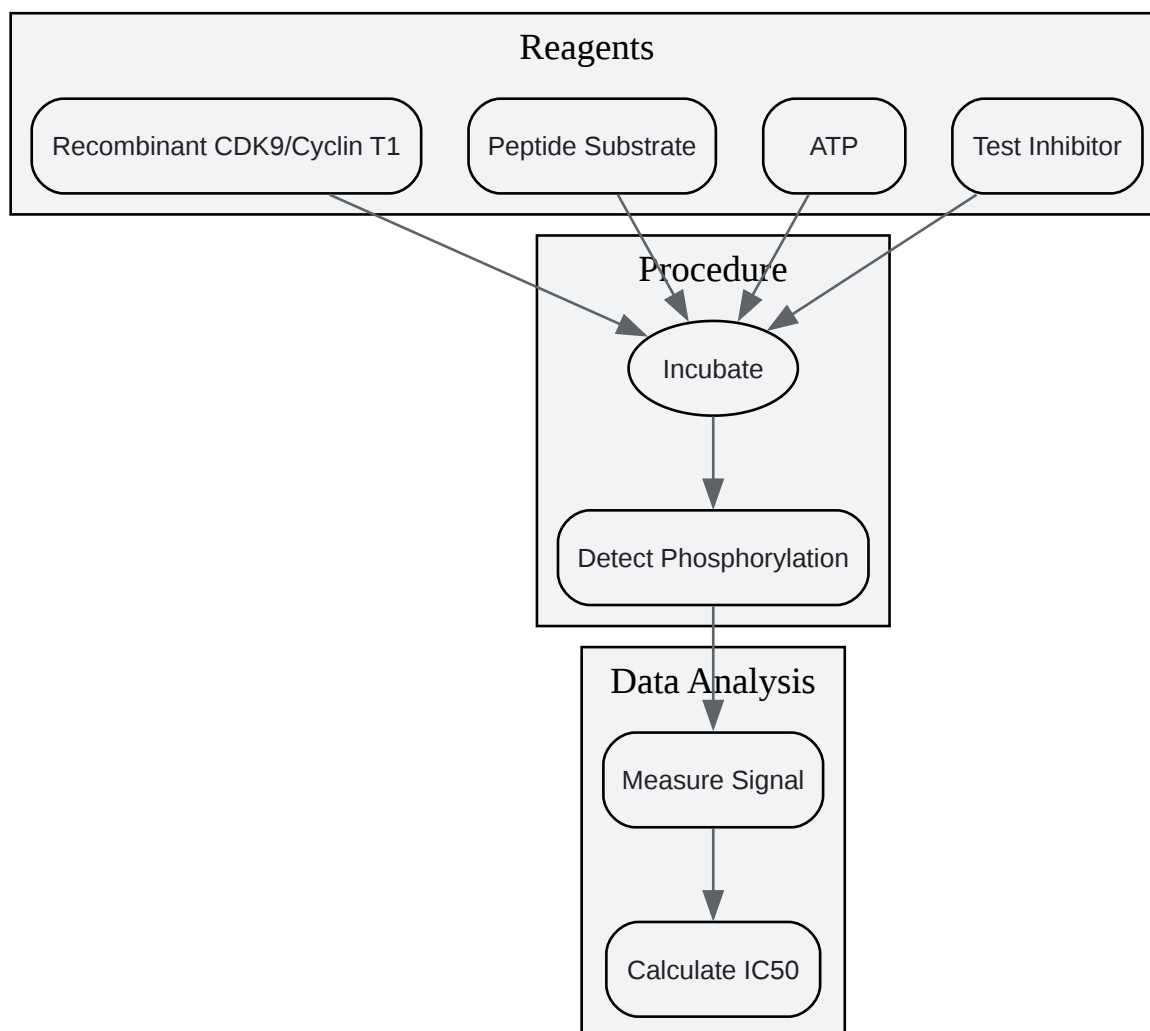 Reagents
Recombinant CDK9/Cyclin T1
Peptide Substrate
ATP
Test Inhibitor
Procedure
Incubate
Detect Phosphorylation
Data Analysis
Measure Signal
Calculate IC50